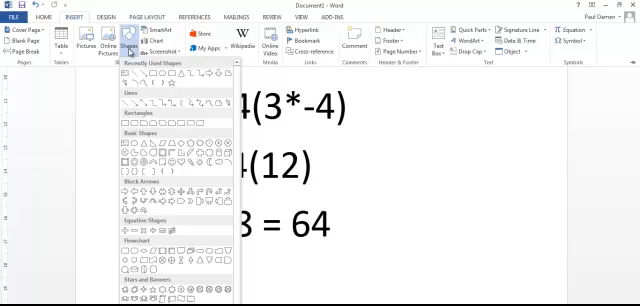 Document1 - Word
Paul Oamen
FILE HOME INSERT DESIGN PAGE LAYOUT REFERENCES MAILINGS REVIEW VIEW ADD-INS
Cover Page
Blank Page
Page Break
Pages
Table
Tables
Pictures
Online Pictures
Shapes
SmartArt
Chart
Screenshot
Store
My Apps
Wikipedia
Online Video
Media
Hyperlink
Bookmark
Cross-reference
Links
Comment
Comments
Header
Footer
Page Number
Header & Footer
Text Box
Quick Parts
WordArt
Drop Cap
Signature Line
Date & Time
Object
Text
Equation
Symbol
Symbols
Recently Used Shapes
Lines
Rectangles
Basic Shapes
Block Arrows
Equation Shapes
Flowchart
Stars and Banners
4(3*-4)
4(12)
8 = 64